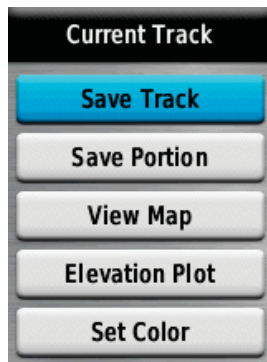 Current Track
Save Track
Save Portion
View Map
Elevation Plot
Set Color